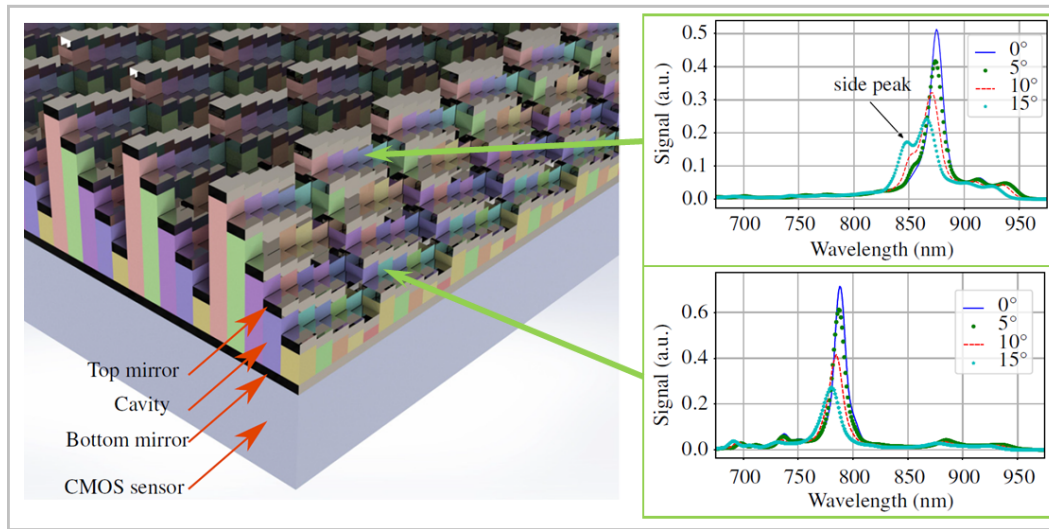 Top mirror
Cavity
Bottom mirror
CMOS sensor
side peak
0°
5°
10°
15°
Signal (a.u.)
0.5
0.4
0.3
0.2
0.1
0.0
700 750 800 850 900 950
Wavelength (nm)
0°
5°
10°
15°
Signal (a.u.)
0.6
0.4
0.2
0.0
700 750 800 850 900 950
Wavelength (nm)